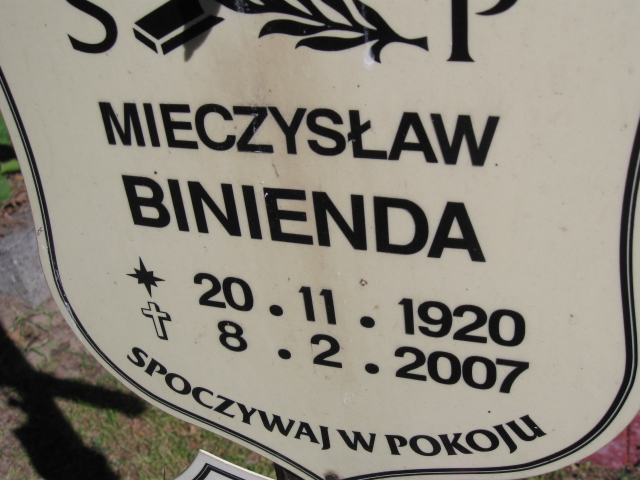 S P
MIECZYSŁAW
BINIENDA
20 . 11 . 1920
8 . 2 . 2007
SPOCZYWAJ W POKOJU